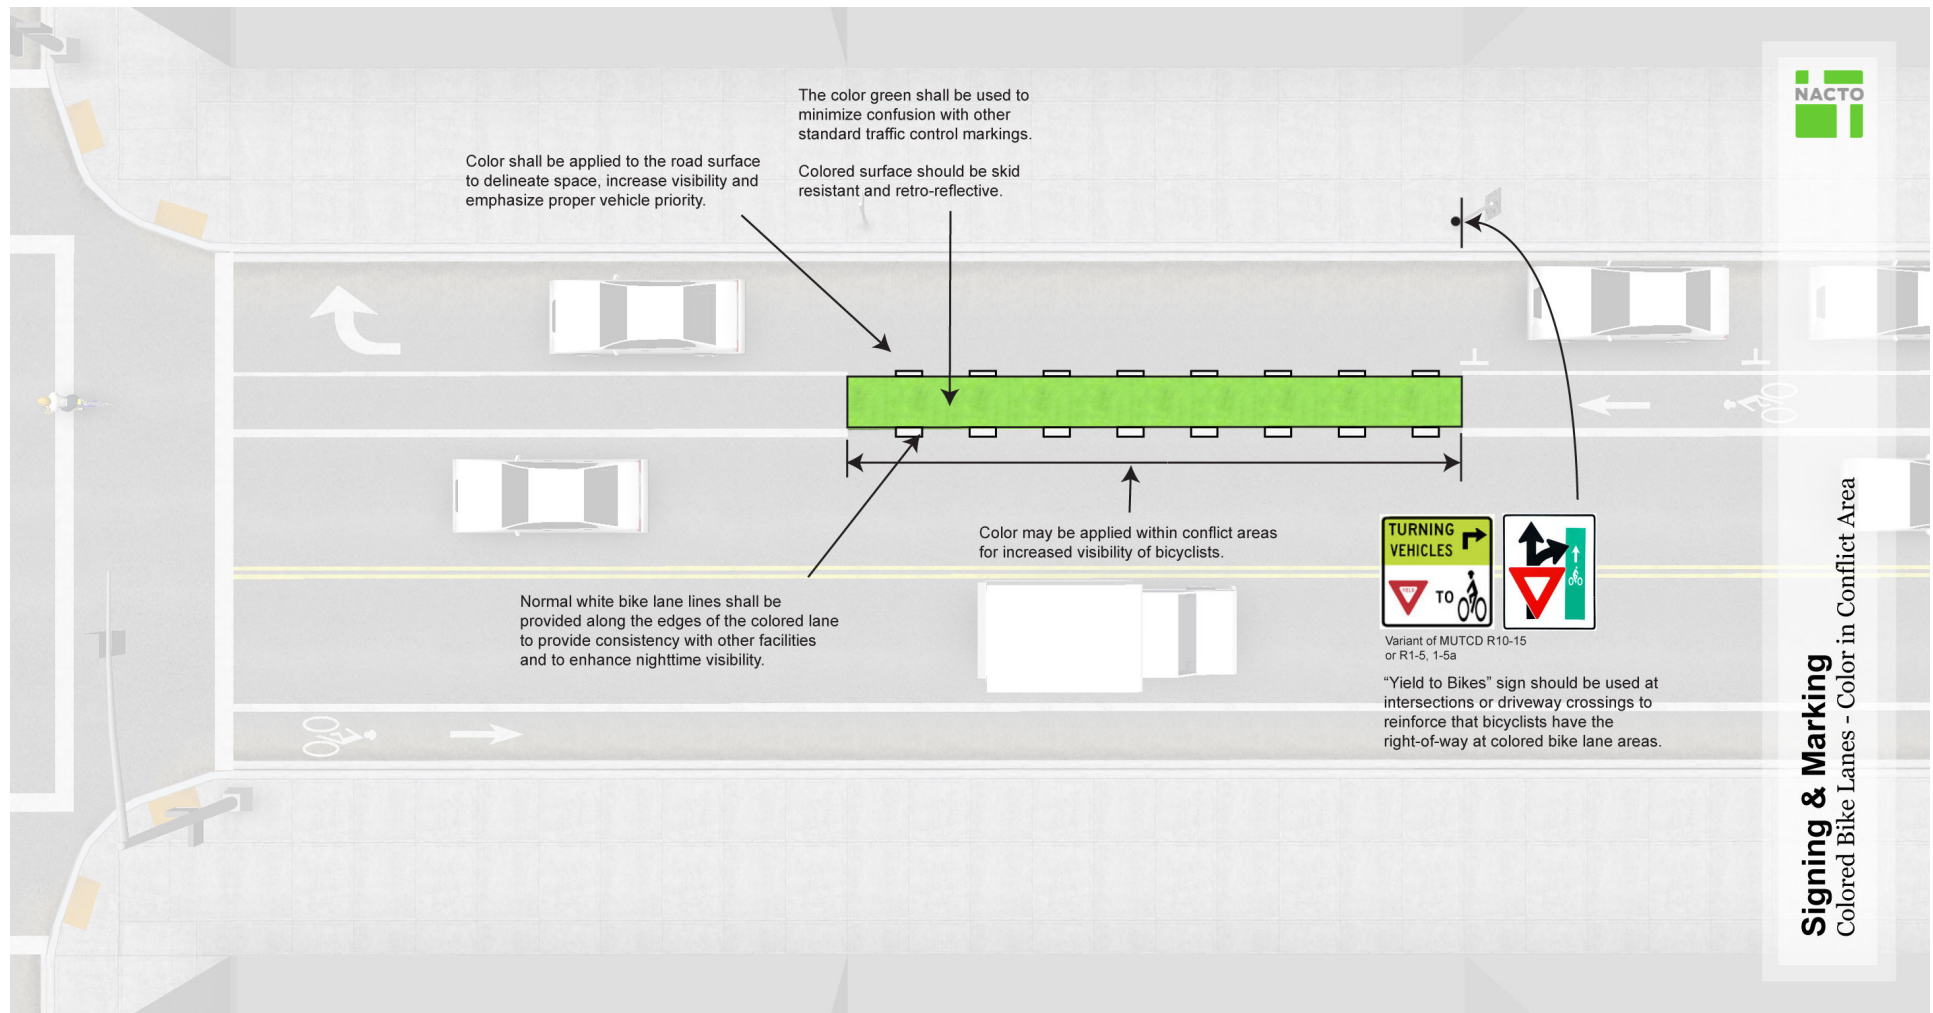 The color green shall be used to
minimize confusion with other
standard traffic control markings.
Colored surface should be skid
resistant and retro-reflective.
Color shall be applied to the road surface
to delineate space, increase visibility and
emphasize proper vehicle priority.
NACTO
Color may be applied within conflict areas
for increased visibility of bicyclists.
Normal white bike lane lines shall be
provided along the edges of the colored lane
to provide consistency with other facilities
and to enhance nighttime visibility.
TURNING
VEHICLES
YIELD
TO
Variant of MUTCD R10-15
or R1-5, 1-5a
“Yield to Bikes” sign should be used at
intersections or driveway crossings to
reinforce that bicyclists have the
right-of-way at colored bike lane areas.
Signing & Marking
Colored Bike Lanes - Color in Conflict Area